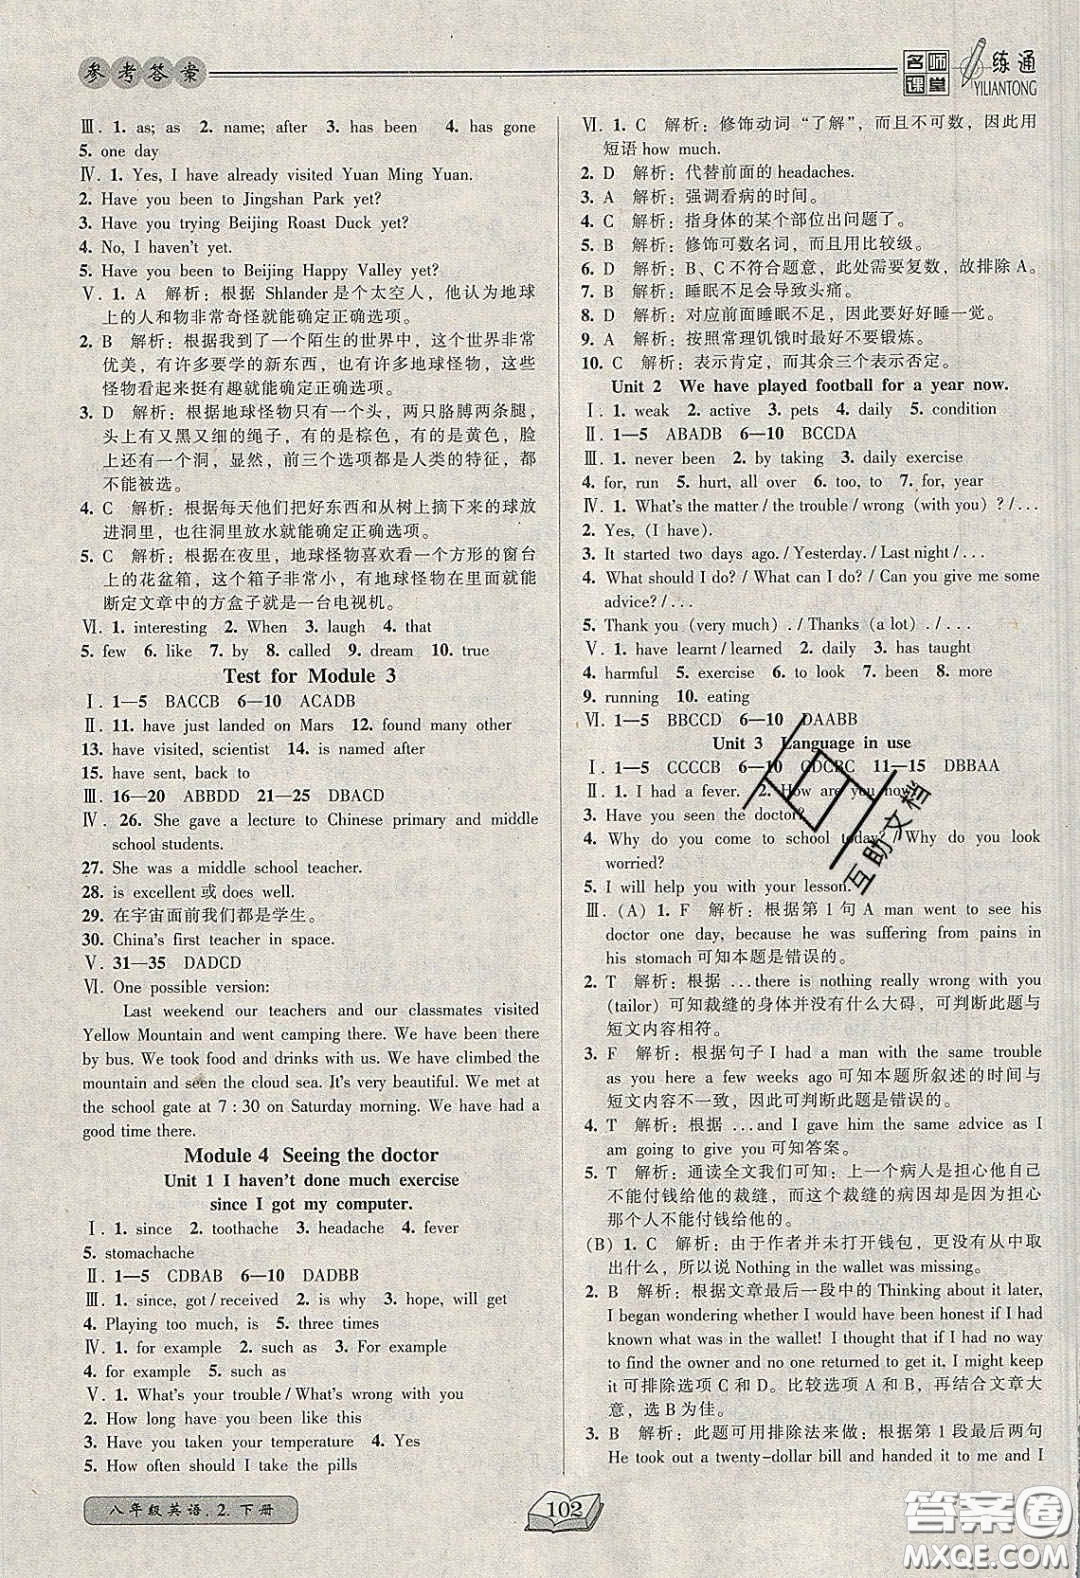 参考答案
名师课堂 一练通
YILIANTONG
Ⅲ. 1. as; as 2. name; after 3. has been 4. has gone
5. one day
Ⅳ. 1. Yes, I have already visited Yuan Ming Yuan.
2. Have you been to Jingshan Park yet?
3. Have you trying Beijing Roast Duck yet?
4. No, I haven't yet.
5. Have you been to Beijing Happy Valley yet?
Ⅴ. 1. A 解析：根据 Shlander 是个太空人，他认为地球
上的人和物非常奇怪就能确定正确选项。
2. B 解析：根据我到了一个陌生的世界中，这个世界非常
优美，有许多要学的新东西，还有许多地球怪物，这些
怪物看起来挺有趣就能确定正确选项。
3. D 解析：根据地球怪物只有一个头，两只胳膊两条腿，
头上有又黑又细的绳子，有的是棕色，有的是黄色，脸
上还有个洞，显然，前三个选项都是人类的特征，都
不能被选。
4. C 解析：根据每天他们把好东西和从树上摘下来的球放
进洞里，也往洞里放水就能确定正确选项。
5. C 解析：根据在夜里，地球怪物喜欢看一个方形的窗台
上的花盆箱，这个箱子非常小，有地球怪物在里面就能
断定文章中的方盒子就是一台电视机。
Ⅵ. 1. interesting 2. When 3. laugh 4. that
5. few 6. like 7. by 8. called 9. dream 10. true
Test for Module 3
Ⅰ. 1—5 BACCB 6—10 ACADB
Ⅱ. 11. have just landed on Mars 12. found many other
13. have visited, scientist 14. is named after
15. have sent, back to
Ⅲ. 16—20 ABBDD 21—25 DBACD
Ⅳ. 26. She gave a lecture to Chinese primary and middle
school students.
27. She was a middle school teacher.
28. is excellent或 does well.
29. 在宇宙面前我们都是学生。
30. China's first teacher in space.
Ⅴ. 31—35 DADCD
Ⅵ. One possible version:
Last weekend our teachers and our classmates visited
Yellow Mountain and went camping there. We have been there
by bus. We took food and drinks with us. We have climbed the
mountain and seen the cloud sea. It's very beautiful. We met at
the school gate at 7 : 30 on Saturday morning. We have had a
good time there.
Module 4 Seeing the doctor
Unit 1 I haven't done much exercise
since I got my computer.
Ⅰ. 1. since 2. toothache 3. headache 4. fever
5. stomachache
Ⅱ. 1—5 CDBAB 6—10 DADBB
Ⅲ. 1. since, got / received 2. is why 3. hope, will get
4. Playing too much, is 5. three times
Ⅳ. 1. for example 2. such as 3. For example
4. for example 5. such as
Ⅴ. 1. What's your trouble / What's wrong with you
2. How long have you been like this
3. Have you taken your temperature 4. Yes
5. How often should I take the pills
Ⅵ. 1. C 解析：修饰动词“了解”，而且不可数，因此用
短语 how much.
2. D 解析：代替前面的 headaches.
3. A 解析：强调看病的时间。
4. C 解析：指身体的某个部位出问题了。
5. B 解析：修饰可数名词，而且用比较级。
6. D 解析：B、C 不符合题意，此处需要复数，故排除 A。
7. B 解析：睡眠不足会导致头痛。
8. D 解析：对应前面睡眠不足，因此要好好睡一觉。
9. A 解析：按照常理饥饿时最好不要锻炼。
10. C 解析：表示肯定，而其余三个表示否定。
Unit 2 We have played football for a year now.
Ⅰ. 1. weak 2. active 3. pets 4. daily 5. condition
Ⅱ. 1—5 ABADB 6—10 BCCDA
Ⅲ. 1. never been 2. by taking 3. daily exercise
4. for, run 5. hurt, all over 6. too to 7. for, year
Ⅳ. 1. What's the matter / the trouble / wrong (with you) ? / . . .
2. Yes, (I have).
3. It started two days ago. / Yesterday. / Last night / . . .
4. What should I do? / What can I do? / Can you give me some
advice? / . . .
5. Thank you (very much) . / Thanks (a lot) . / . . .
Ⅴ. 1. have learnt / learned 2. daily 3. has taught
4. harmful 5. exercise 6. to look 7. been 8. more
9. running 10. eating
Ⅵ. 1—5 BBCCD 6—10 DAABB
Unit 3 Language in use
Ⅰ. 1—5 CCCCB 6—10 CDCBC 11—15 DBBAA
Ⅱ. 1. I had a fever. 2. How are you now?
3. Have you seen the doctor?
4. Why do you come to school today? / Why do you look
worried?
5. I will help you with your lesson.
Ⅲ. (A) 1. F 解析：根据第 1 句 A man went to see his
doctor one day, because he was suffering from pains in
his stomach 可知本题是错误的。
2. T 解析：根据 . . . there is nothing really wrong with you
(tailor) 可知裁缝的身体并没有什么大碍，可判断此题与
短文内容相符。
3. F 解析：根据句子 I had a man with the same trouble
as you here a few weeks ago 可知本题所叙述的时间与
短文内容不一致，因此可判断此题是错误的。
4. T 解析：根据 . . . and I gave him the same advice as I
am going to give you 可知答案。
5. T 解析：通读全文我们可知：上一个病人是担心他自己
不能付钱给他的裁缝，而这个裁缝的病因却是在担心
那个人不能付钱给他的。
(B) 1. C 解析：由于作者并未打开钱包，更不用说从中取
出什么，所以说 Nothing in the wallet was missing.
2. B 解析：根据文章最后一段中的 Thinking about it later,
I began wondering whether I would have been honest if I had
known what was in the wallet! If I had had no way
to find the owner and no one returned to get it, I might keep
it 可排除选项 C 和 D。比较选项 A 和 B，再结合文章大
意，选 B 为佳。
3. B 解析：此题可用排除法来做：根据第 1 段最后两句
He took out a twenty-dollar bill and handed it to me and I
八年级英语.2.下册
102
互助文档
答案圈
MXQE.COM